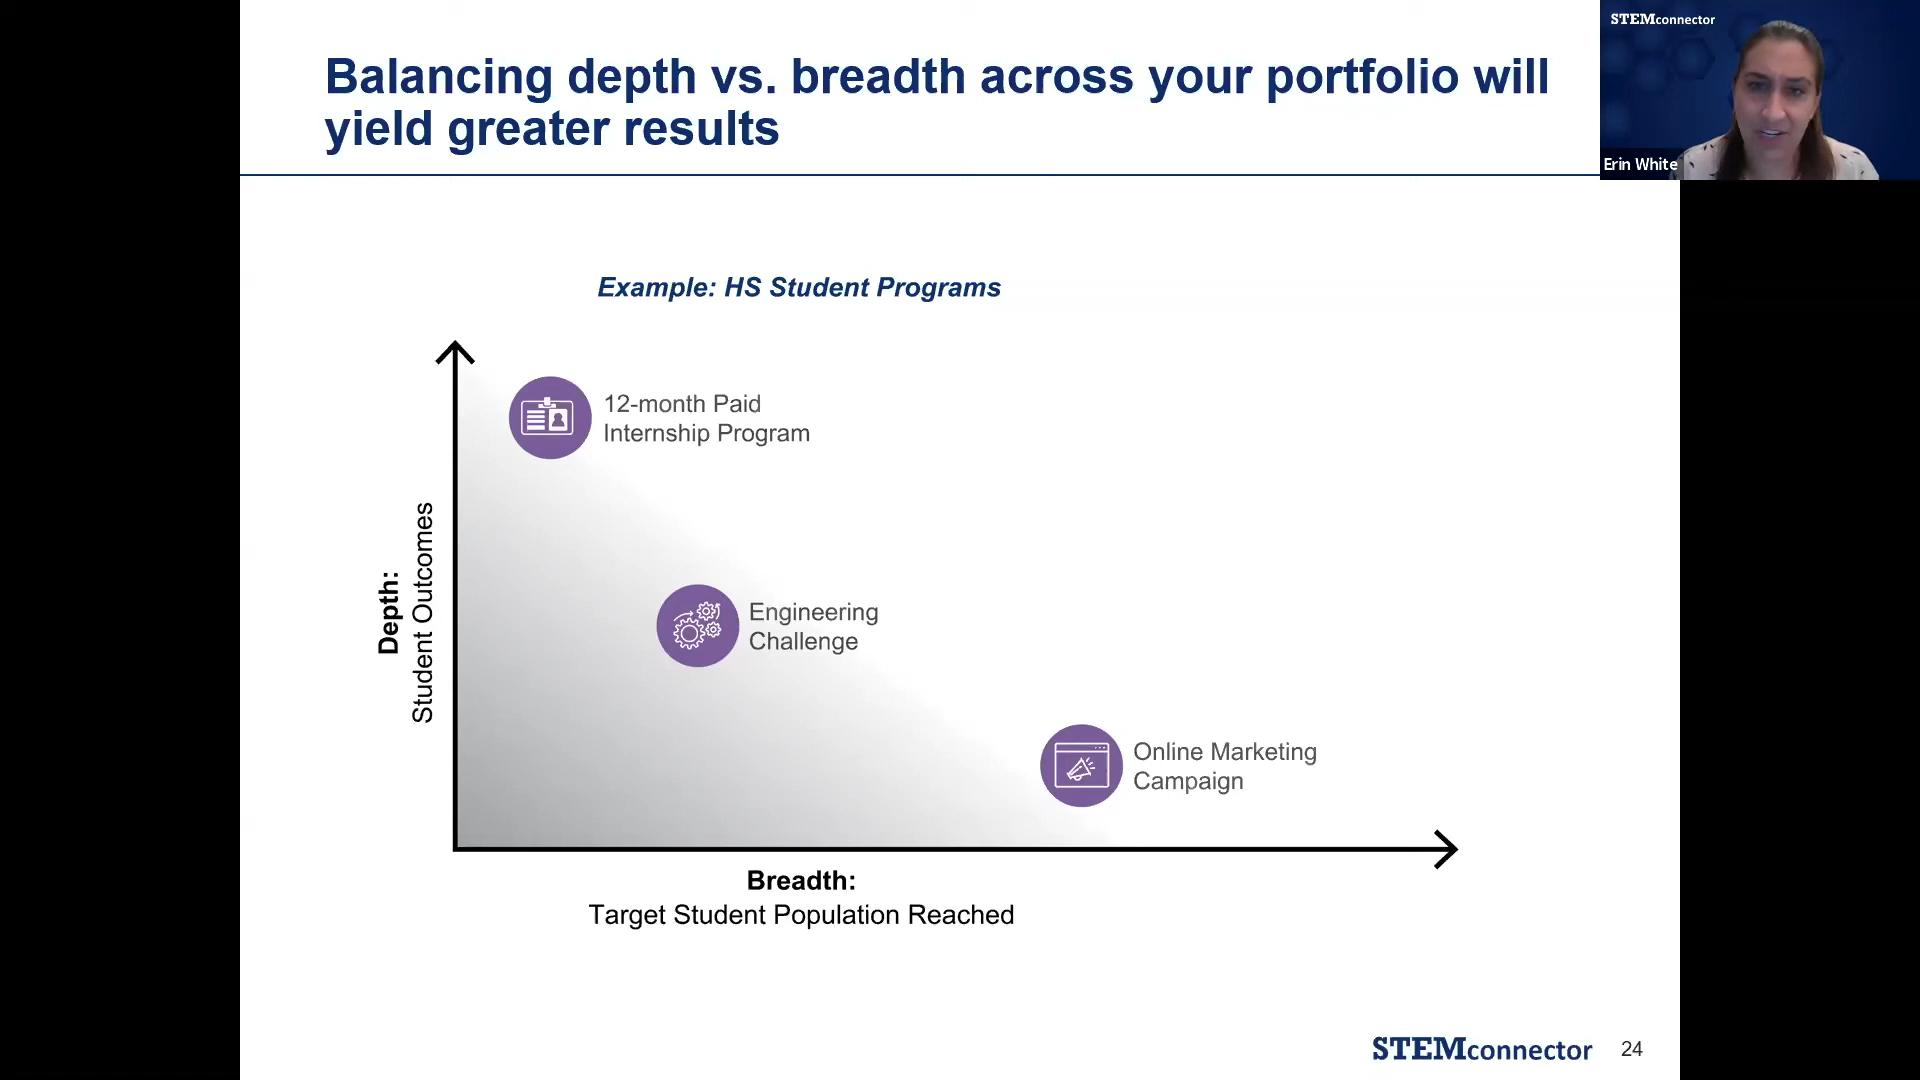 Balancing depth vs. breadth across your portfolio will
yield greater results
STEMconnector
Erin White
Example: HS Student Programs
12-month Paid
Internship Program
Engineering
Challenge
Online Marketing
Campaign
Depth:
Student Outcomes
Breadth:
Target Student Population Reached
STEMconnector 24